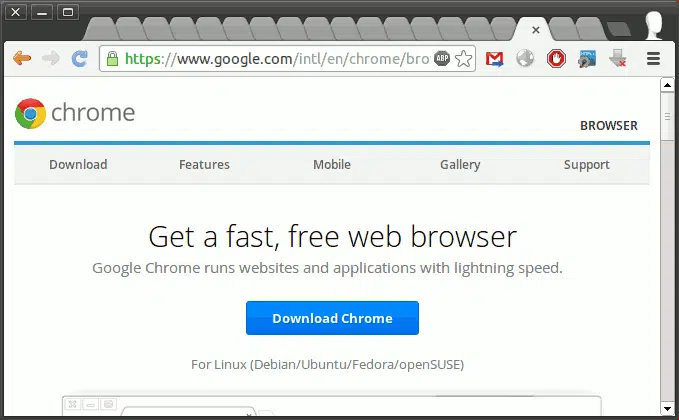 https://www.google.com/intl/en/chrome/bro
ABP
chrome
BROWSER
Download Features Mobile Gallery Support
Get a fast, free web browser
Google Chrome runs websites and applications with lightning speed.
Download Chrome
For Linux (Debian/Ubuntu/Fedora/openSUSE)